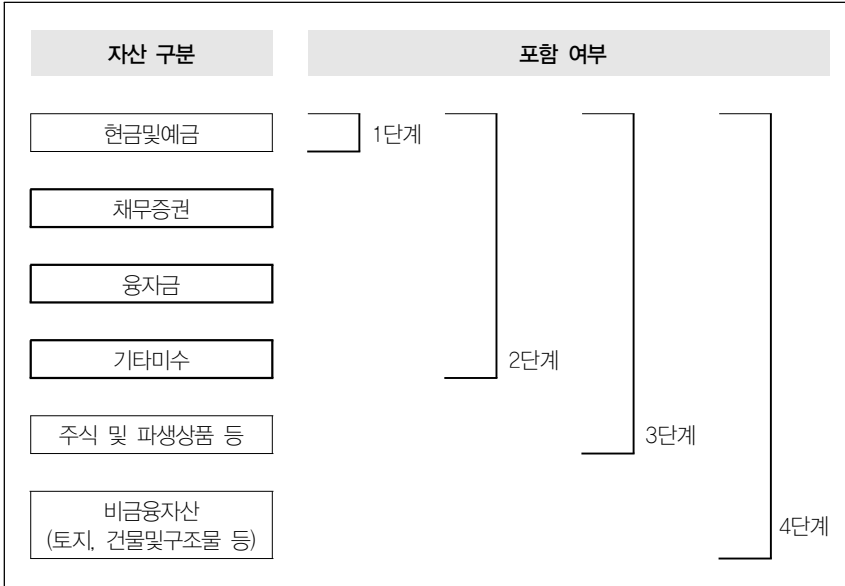 자산 구분
포함 여부
현금및예금
1단계
채무증권
융자금
기타미수
2단계
주식 및 파생상품 등
3단계
비금융자산
(토지, 건물및구조물 등)
4단계